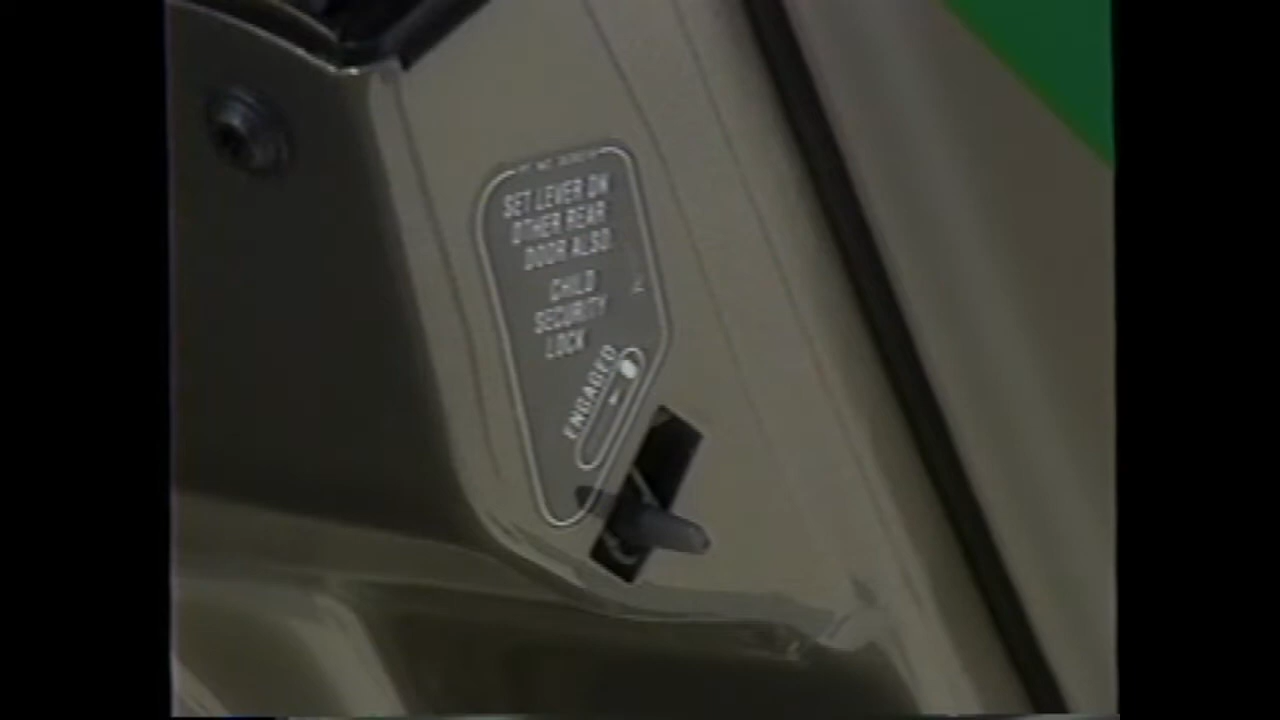 SET LEVER ON
OTHER REAR
DOOR ALSO.
CHILD
SECURITY
LOCK
ENGAGED